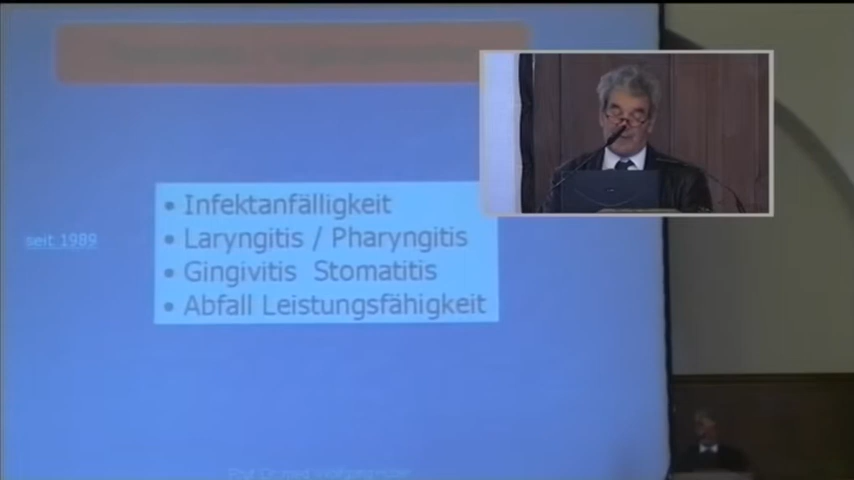 seit 1989
• Infektanfälligkeit
• Laryngitis / Pharyngitis
• Gingivitis Stomatitis
• Abfall Leistungsfähigkeit